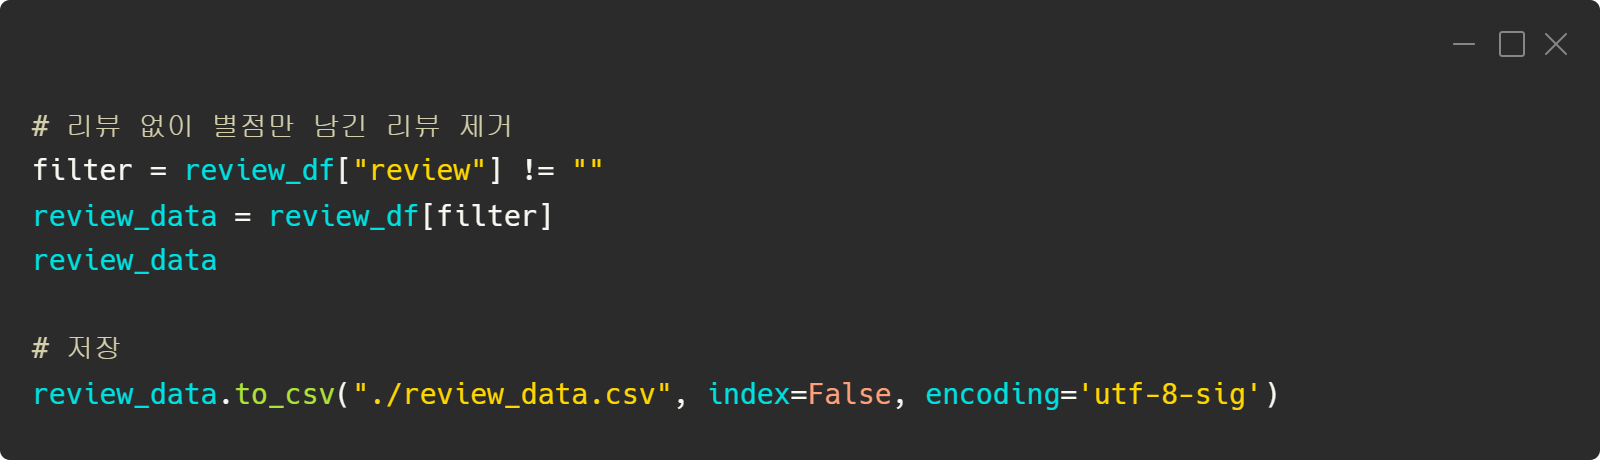 # 리뷰 없이 별점만 남긴 리뷰 제거
filter = review_df["review"] != ""
review_data = review_df[filter]
review_data
# 저장
review_data.to_csv("./review_data.csv", index=False, encoding='utf-8-sig')